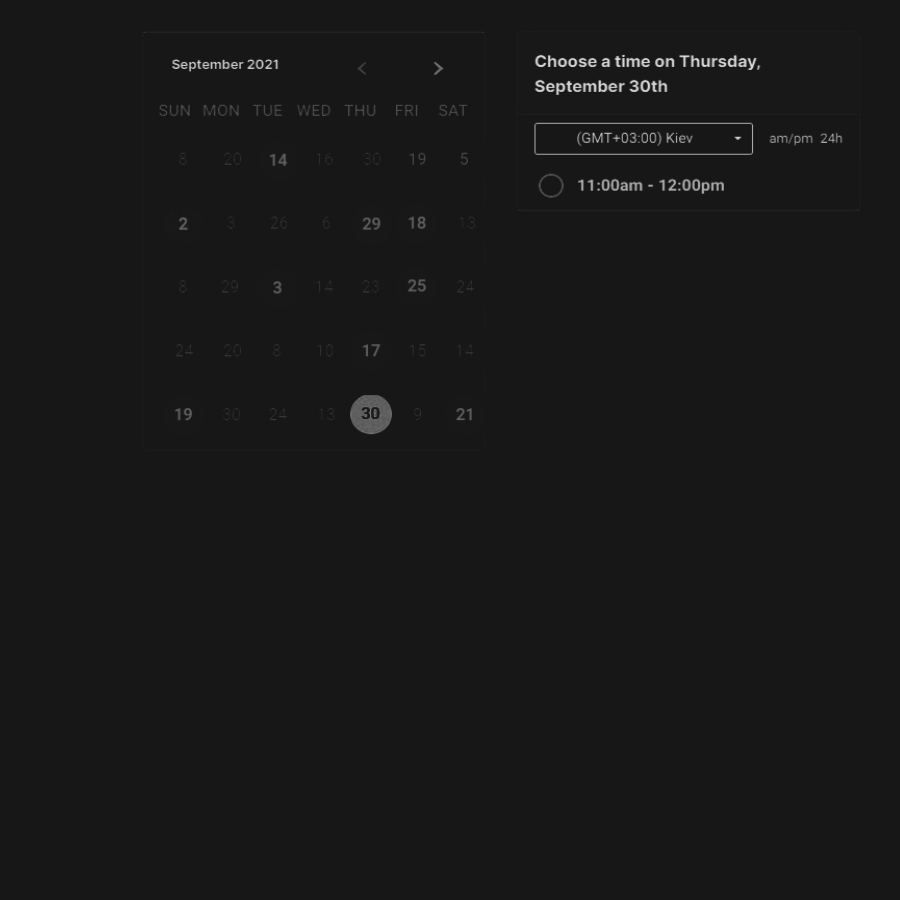 September 2021
SUN MON TUE WED THU FRI SAT
8 20 14 16 30 19 5
2 3 26 6 29 18 13
8 29 3 14 23 25 24
24 20 8 10 17 15 14
19 30 24 13 30 9 21
Choose a time on Thursday,
September 30th
(GMT+03:00) Kiev am/pm 24h
11:00am - 12:00pm